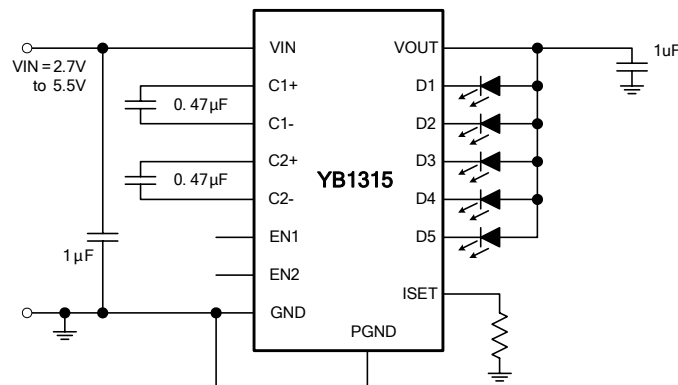 VIN VOUT 1uF
VIN = 2.7V
to 5.5V
C1+ D1
0.47µF
C1- D2
C2+ D3
0.47µF YB1315
C2- D4
EN1 D5
1µF
EN2
ISET
GND
PGND